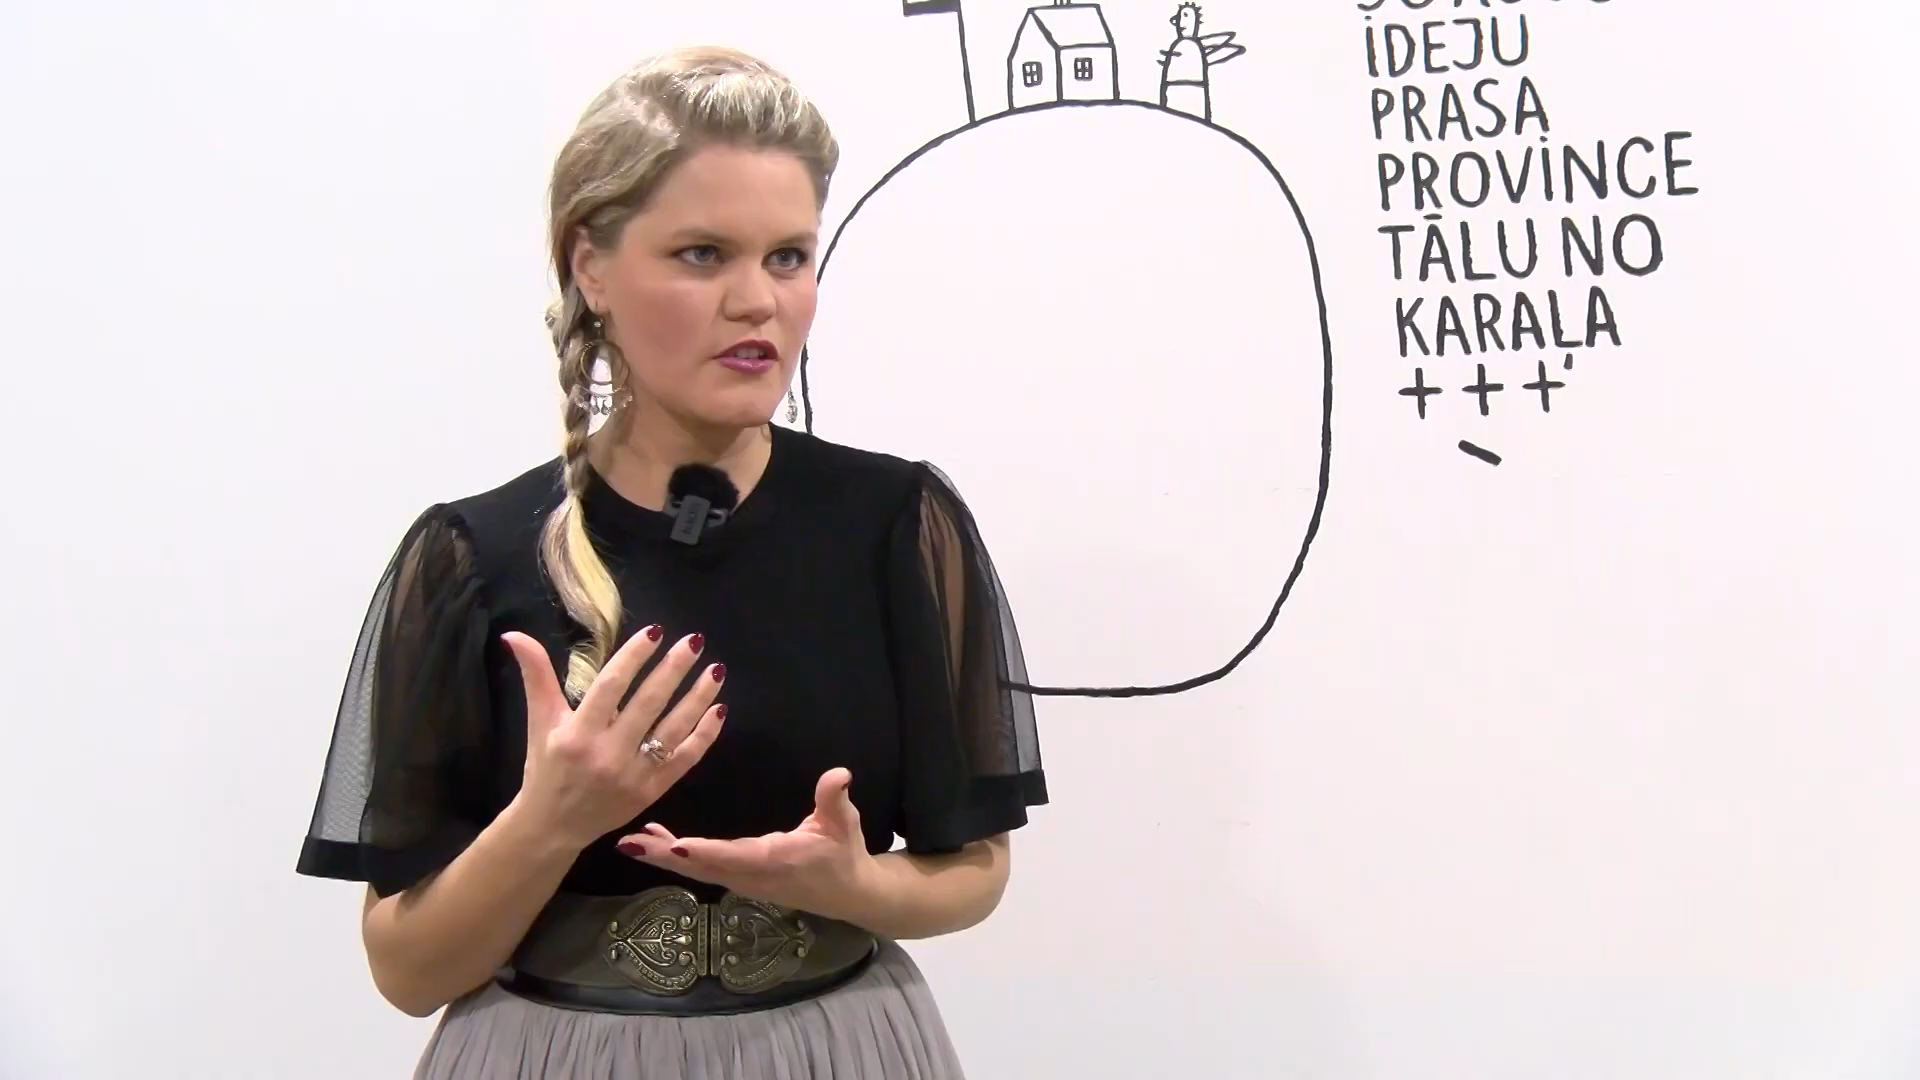 IDEJU
PRASA
PROVINCE
TĀLU NO
KARAĻA
+++